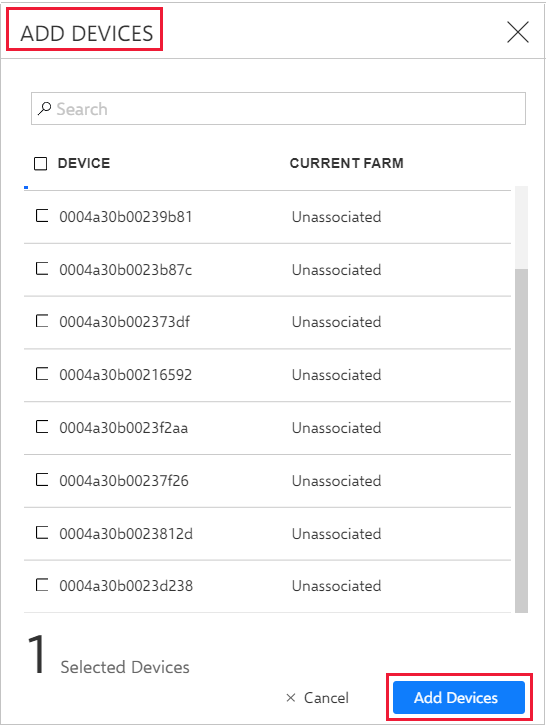 ADD DEVICES
Search
DEVICE CURRENT FARM
0004a30b00239b81 Unassociated
0004a30b0023b87c Unassociated
0004a30b002373df Unassociated
0004a30b00216592 Unassociated
0004a30b0023f2aa Unassociated
0004a30b00237f26 Unassociated
0004a30b0023812d Unassociated
0004a30b0023d238 Unassociated
1 Selected Devices
× Cancel Add Devices